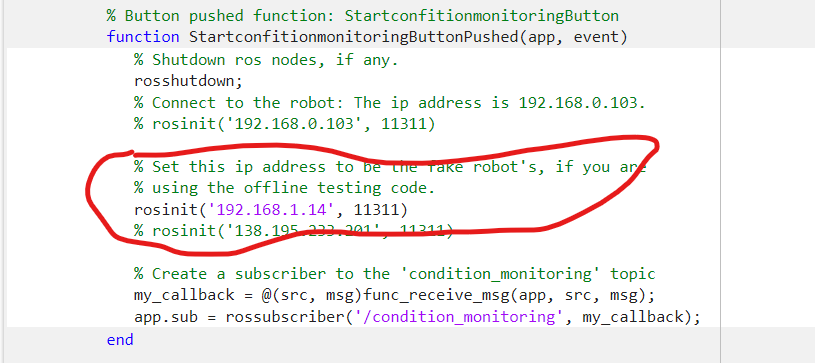 % Button pushed function: StartconfitionmonitoringButton
function StartconfitionmonitoringButtonPushed(app, event)
% Shutdown ros nodes, if any.
rosshutdown;
% Connect to the robot: The ip address is 192.168.0.103.
% rosinit('192.168.0.103', 11311)
% Set this ip address to be the fake robot's, if you are
% using the offline testing code.
rosinit('192.168.1.14', 11311)
% rosinit('138.195.233.201', 11311)
% Create a subscriber to the 'condition_monitoring' topic
my_callback = @(src, msg)func_receive_msg(app, src, msg);
app.sub = rossubscriber('/condition_monitoring', my_callback);
end